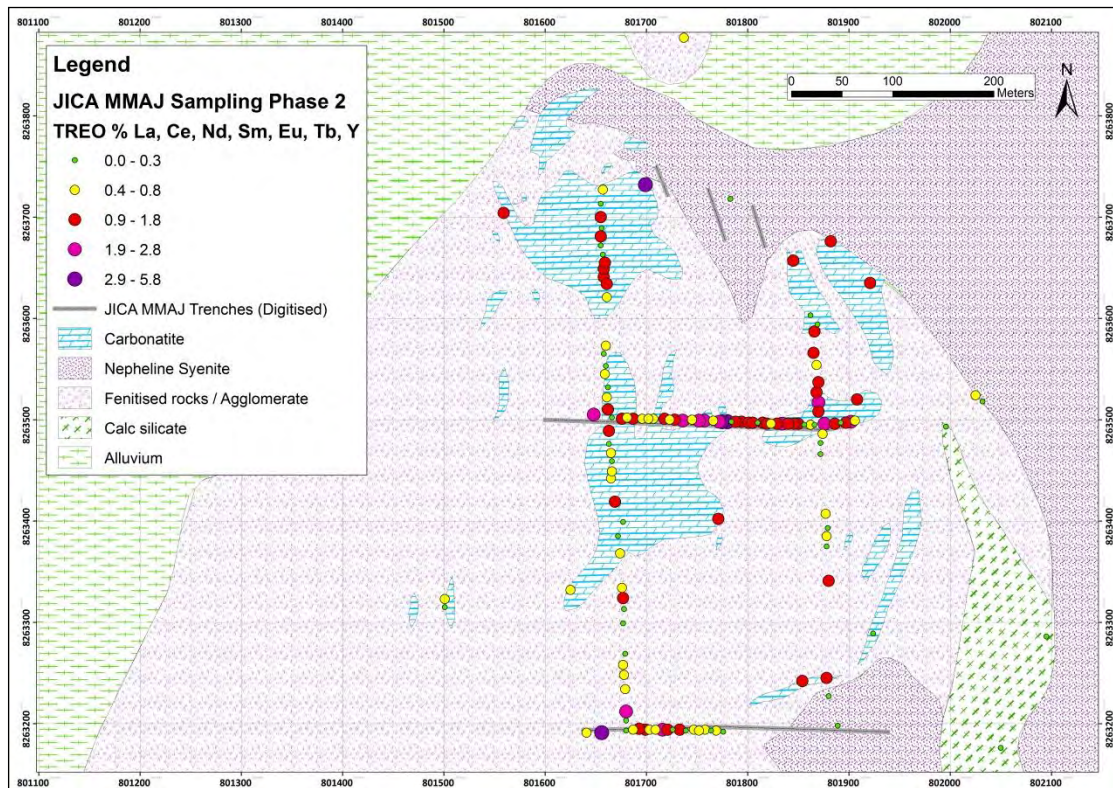 801100 801200 801300 801400 801500 801600 801700 801800 801900 802000 802100
Legend
JICA MMAJ Sampling Phase 2
TREO % La, Ce, Nd, Sm, Eu, Tb, Y
0.0 - 0.3
0.4 - 0.8
0.9 - 1.8
1.9 - 2.8
2.9 - 5.8
JICA MMAJ Trenches (Digitised)
Carbonatite
Nepheline Syenite
Fenitised rocks / Agglomerate
Calc silicate
Alluvium
0 50 100 200
Meters
N
8263800 8263800
8263700 8263700
8263600 8263600
8263500 8263500
8263400 8263400
8263300 8263300
8263200 8263200
801100 801200 801300 801400 801500 801600 801700 801800 801900 802000 802100